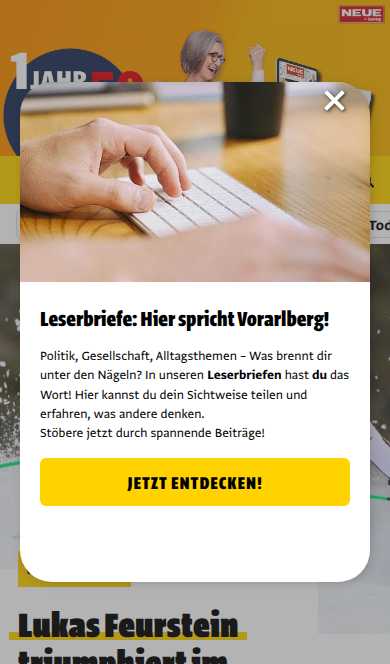 NEUE
1 JAHR
Tod
Leserbriefe: Hier spricht Vorarlberg!
Politik, Gesellschaft, Alltagsthemen – Was brennt dir
unter den Nägeln? In unseren Leserbriefen hast du das
Wort! Hier kannst du dein Sichtweise teilen und
erfahren, was andere denken.
Stöbere jetzt durch spannende Beiträge!
JETZT ENTDECKEN!
Lukas Feurstein
triumphiert im